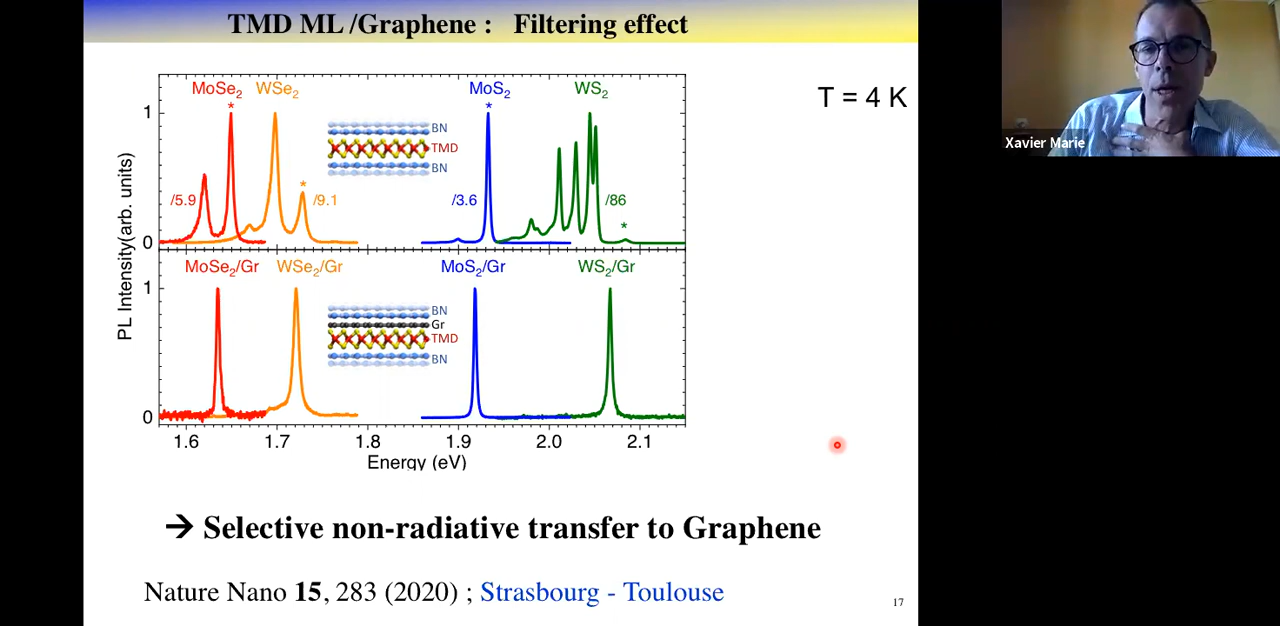 TMD ML /Graphene : Filtering effect
T = 4 K
Xavier Marie
MoSe2 WSe2 MoS2 WS2
* *
1
BN
TMD
BN
/5.9 * /9.1 /3.6 /86
*
0
MoSe2/Gr WSe2/Gr MoS2/Gr WS2/Gr
1
BN
Gr
TMD
BN
0
PL Intensity(arb. units)
1.6 1.7 1.8 1.9 2.0 2.1
Energy (eV)
→ Selective non-radiative transfer to Graphene
Nature Nano 15, 283 (2020) ; Strasbourg - Toulouse
17